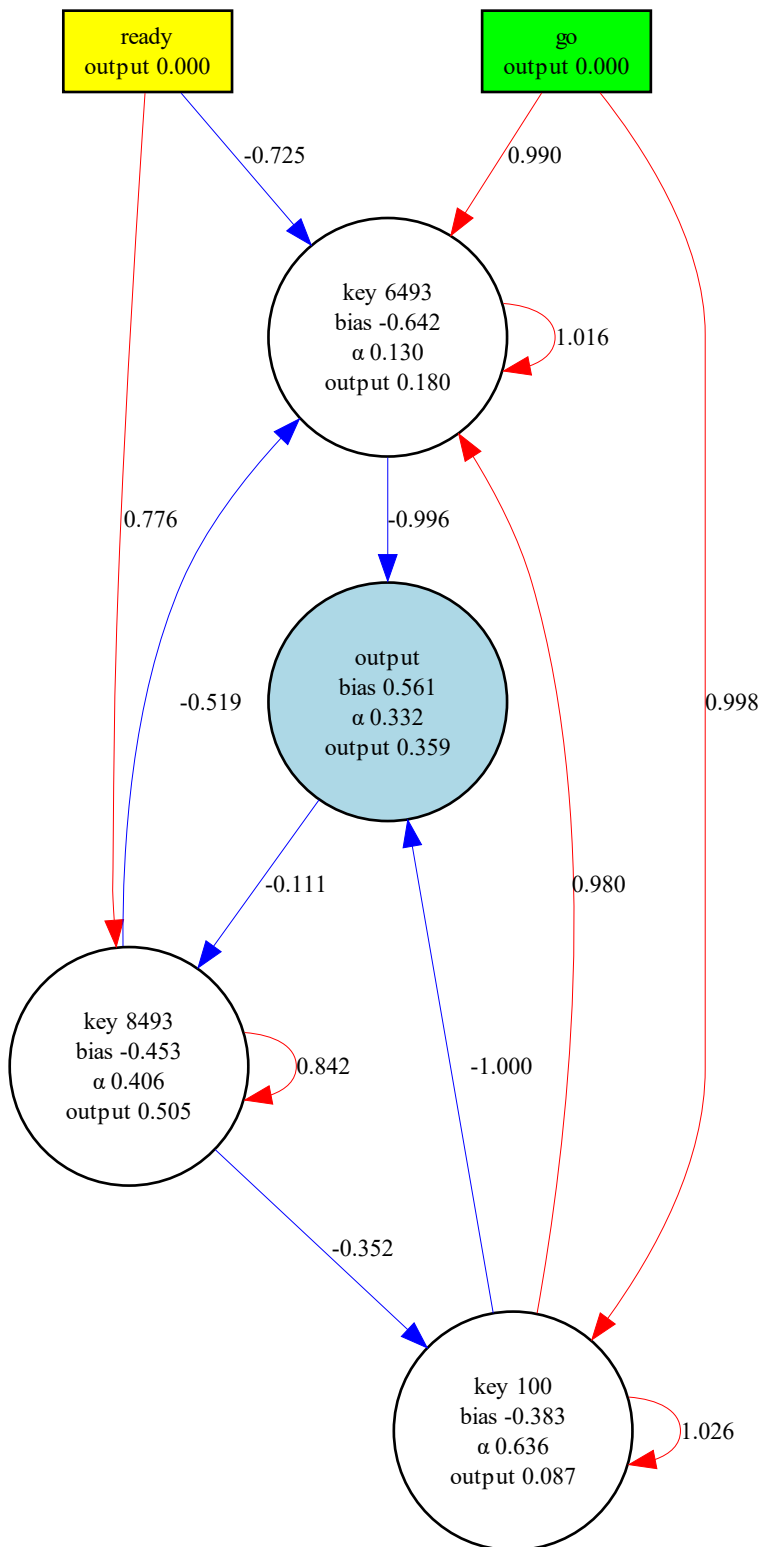 ready
output 0.000
go
output 0.000
-0.725
0.990
key 6493
bias -0.642
α 0.130
output 0.180
1.016
0.776
-0.996
-0.519
output
bias 0.561
α 0.332
output 0.359
0.998
-0.111
0.980
key 8493
bias -0.453
α 0.406
output 0.505
0.842
-1.000
-0.352
key 100
bias -0.383
α 0.636
output 0.087
1.026